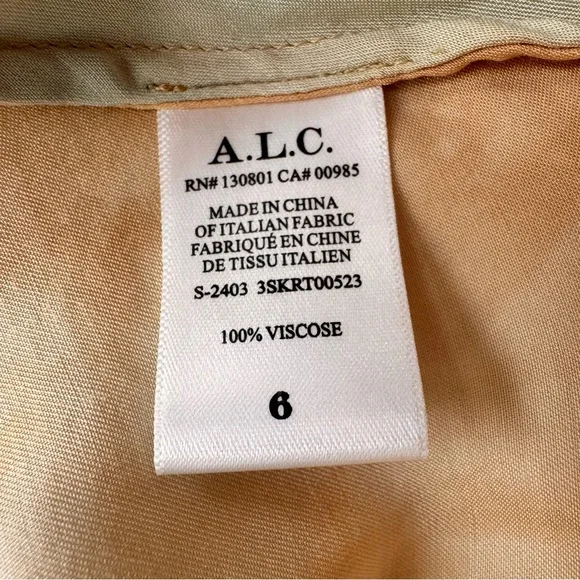 A.L.C.
RN# 130801 CA# 00985
MADE IN CHINA
OF ITALIAN FABRIC
FABRIQUÉ EN CHINE
DE TISSU ITALIEN
S-2403 3SKRT00523
100% VISCOSE
6